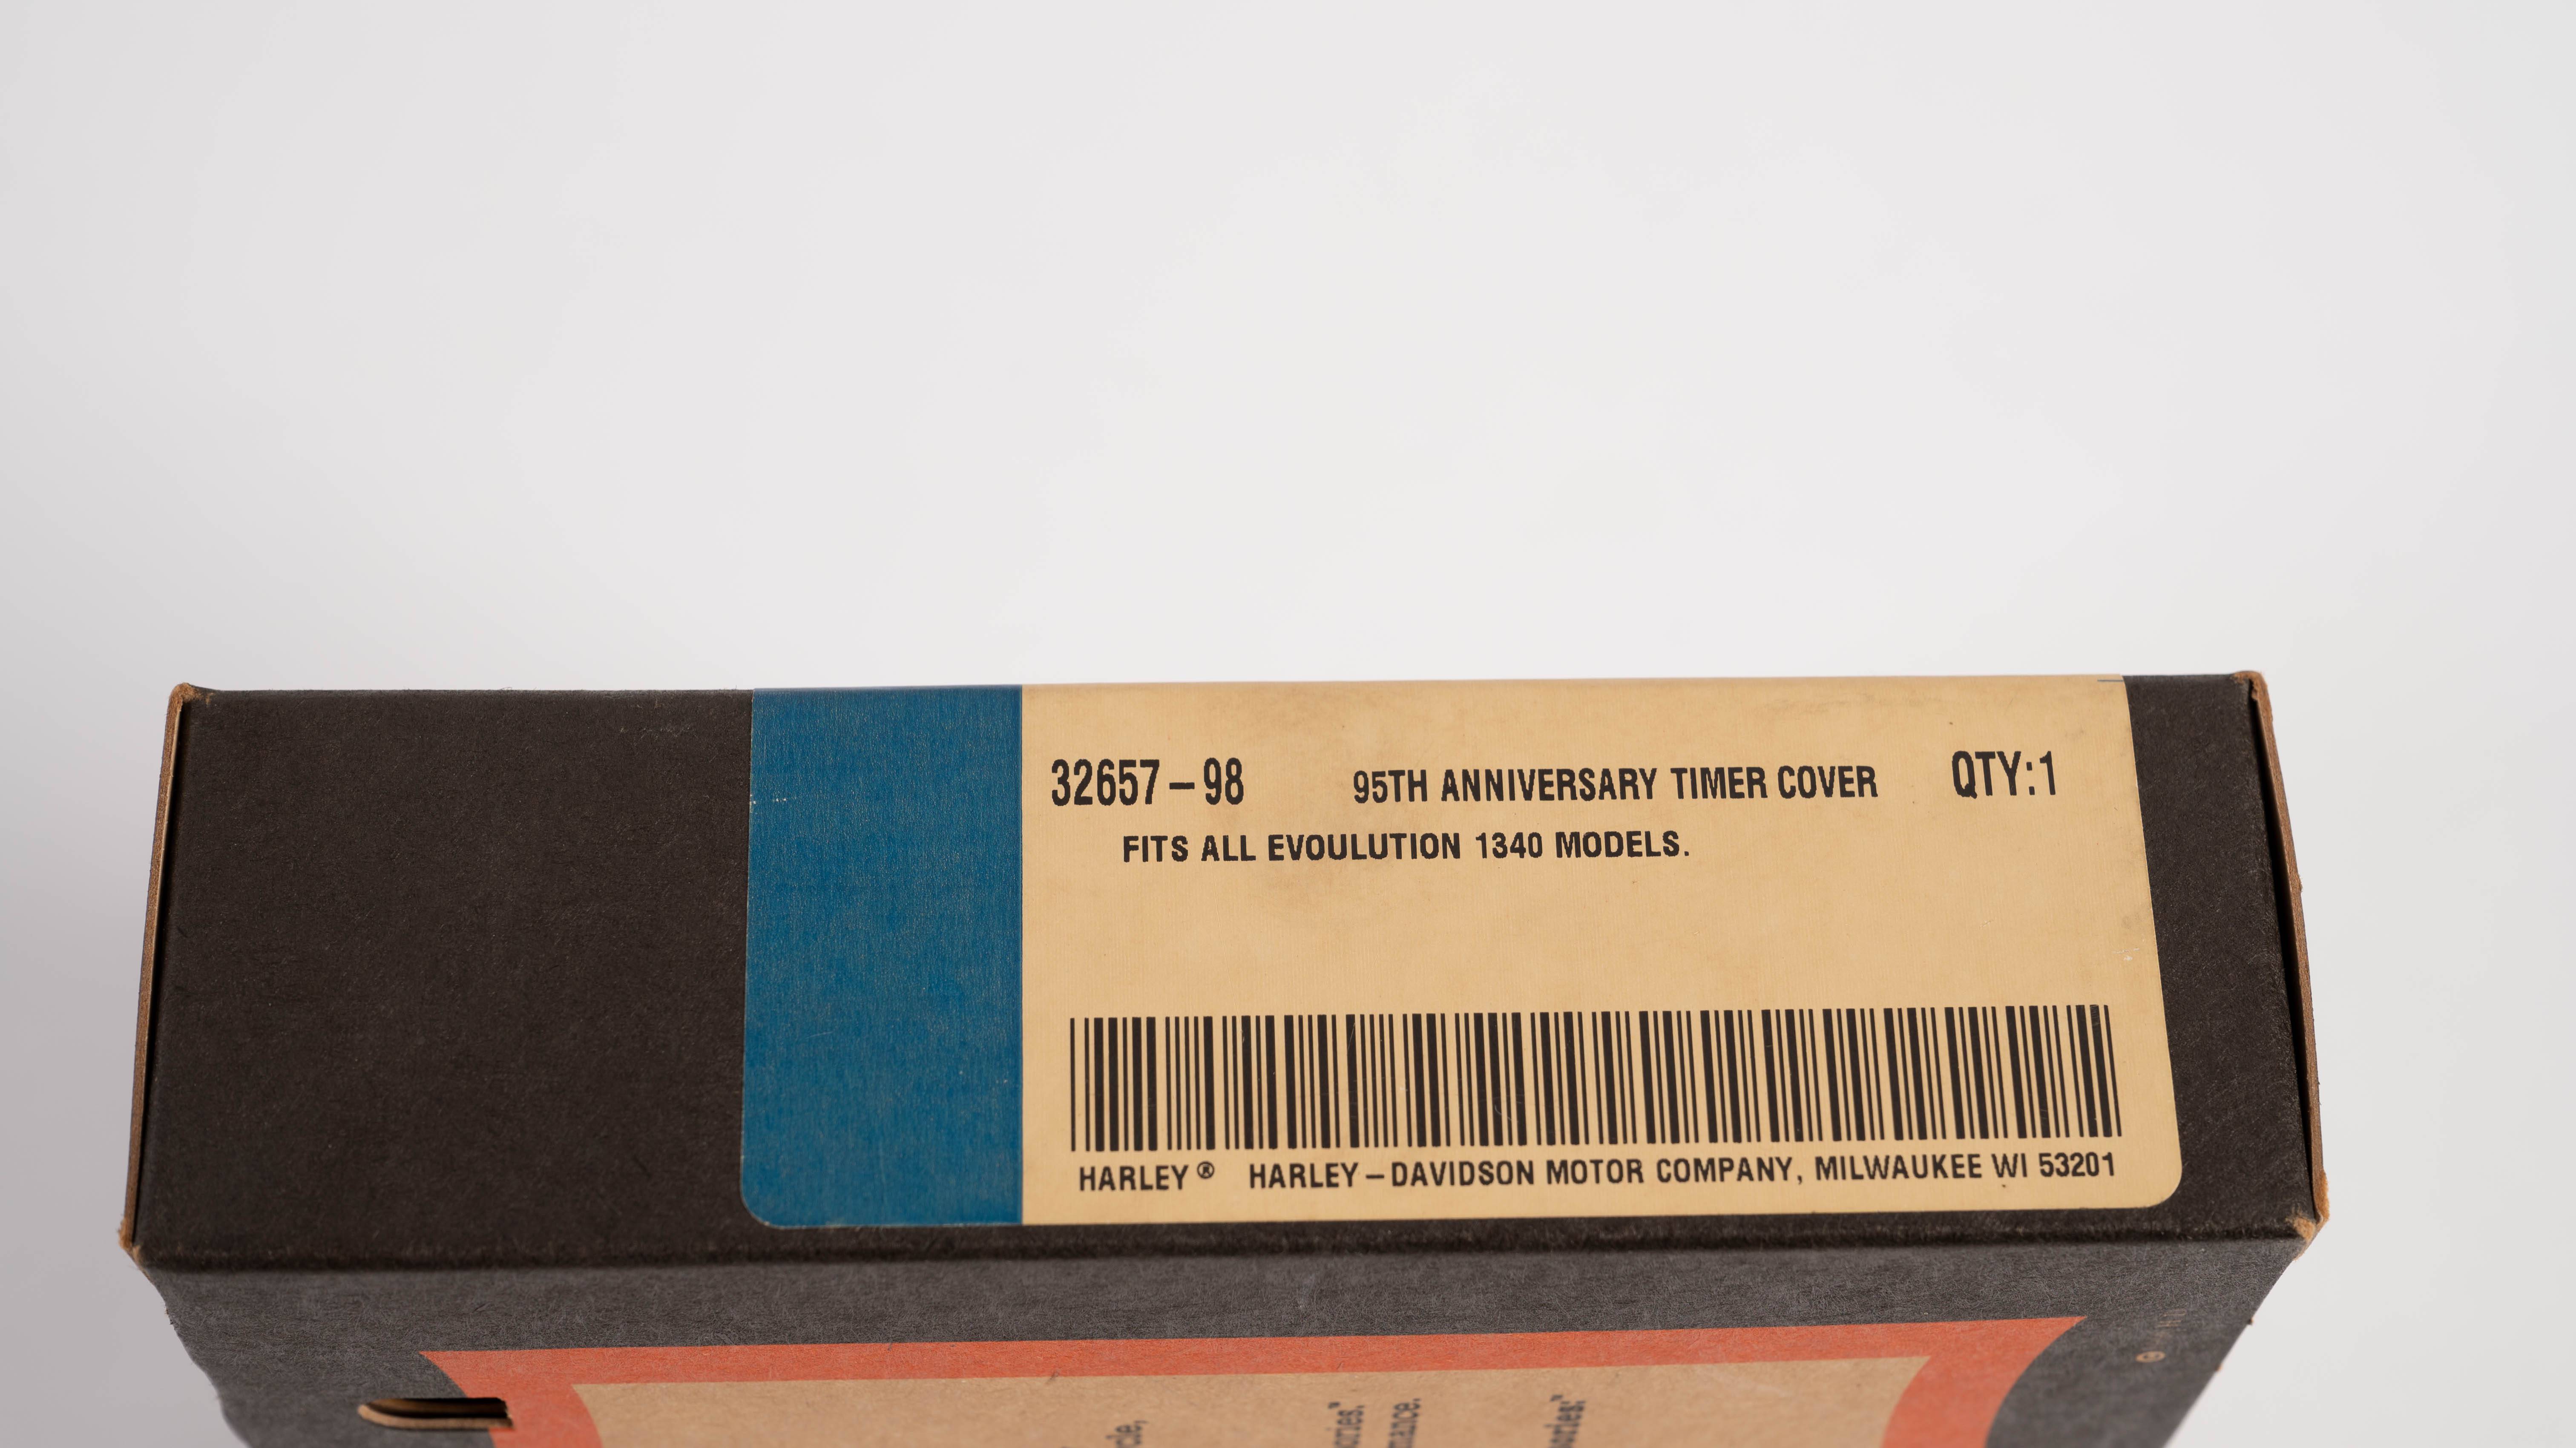 32657-98 95TH ANNIVERSARY TIMER COVER QTY:1
FITS ALL EVOULUTION 1340 MODELS.
HARLEY® HARLEY-DAVIDSON MOTOR COMPANY, MILWAUKEE WI 53201